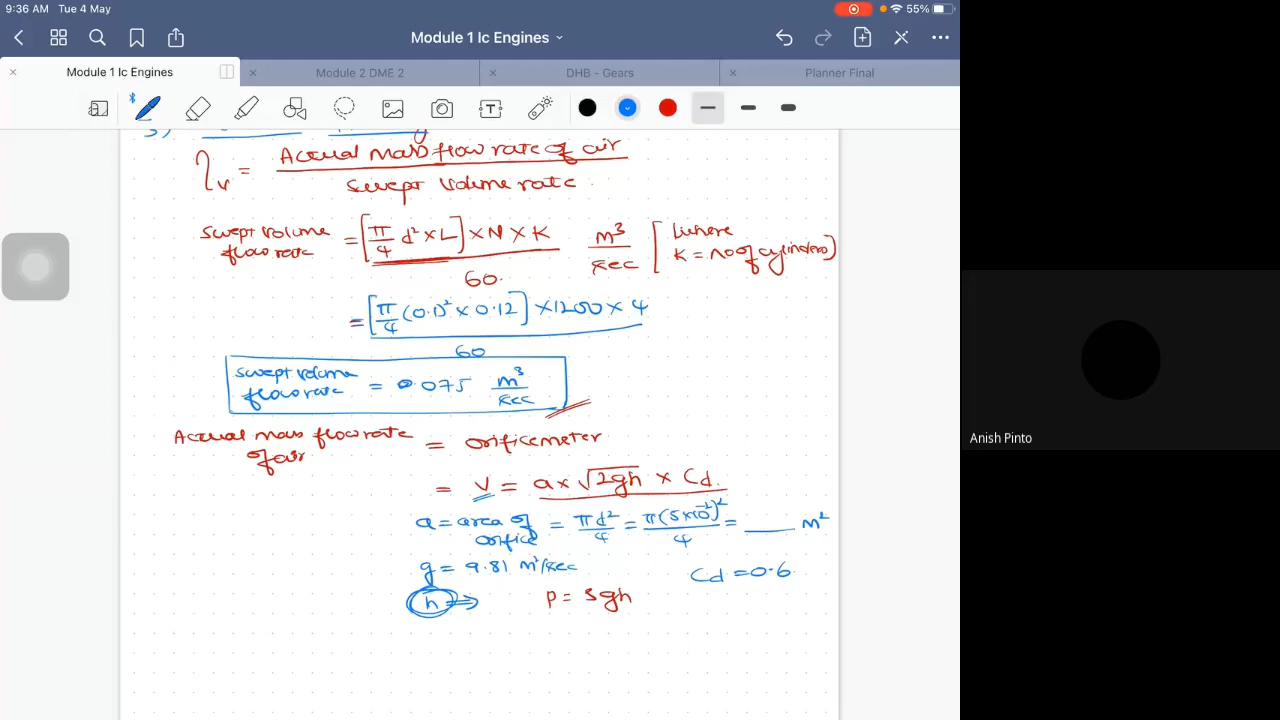 9:36 AM Tue 4 May 55%
Module 1 Ic Engines
Module 1 Ic Engines Module 2 DME 2 DHB - Gears Planner Final
3)
ηv = Actual mass flow rate of air
swept volume rate
swept volume flow rate = [π/4 d² × L] × N × K / 60 m³/sec [where K = no of cylinders]
= [π/4 (0.1)² × 0.12] × 1200 × 4 / 60
swept volume flow rate = 0.075 m³/sec
Actual mass flow rate of air = orificemeter
= V = a × √2gh × Cd
a = area of orifice = πd²/4 = π(5×10⁻²)²/4 = ____ m²
g = 9.81 m²/sec Cd = 0.6
h ⇒ P = ggh
Anish Pinto